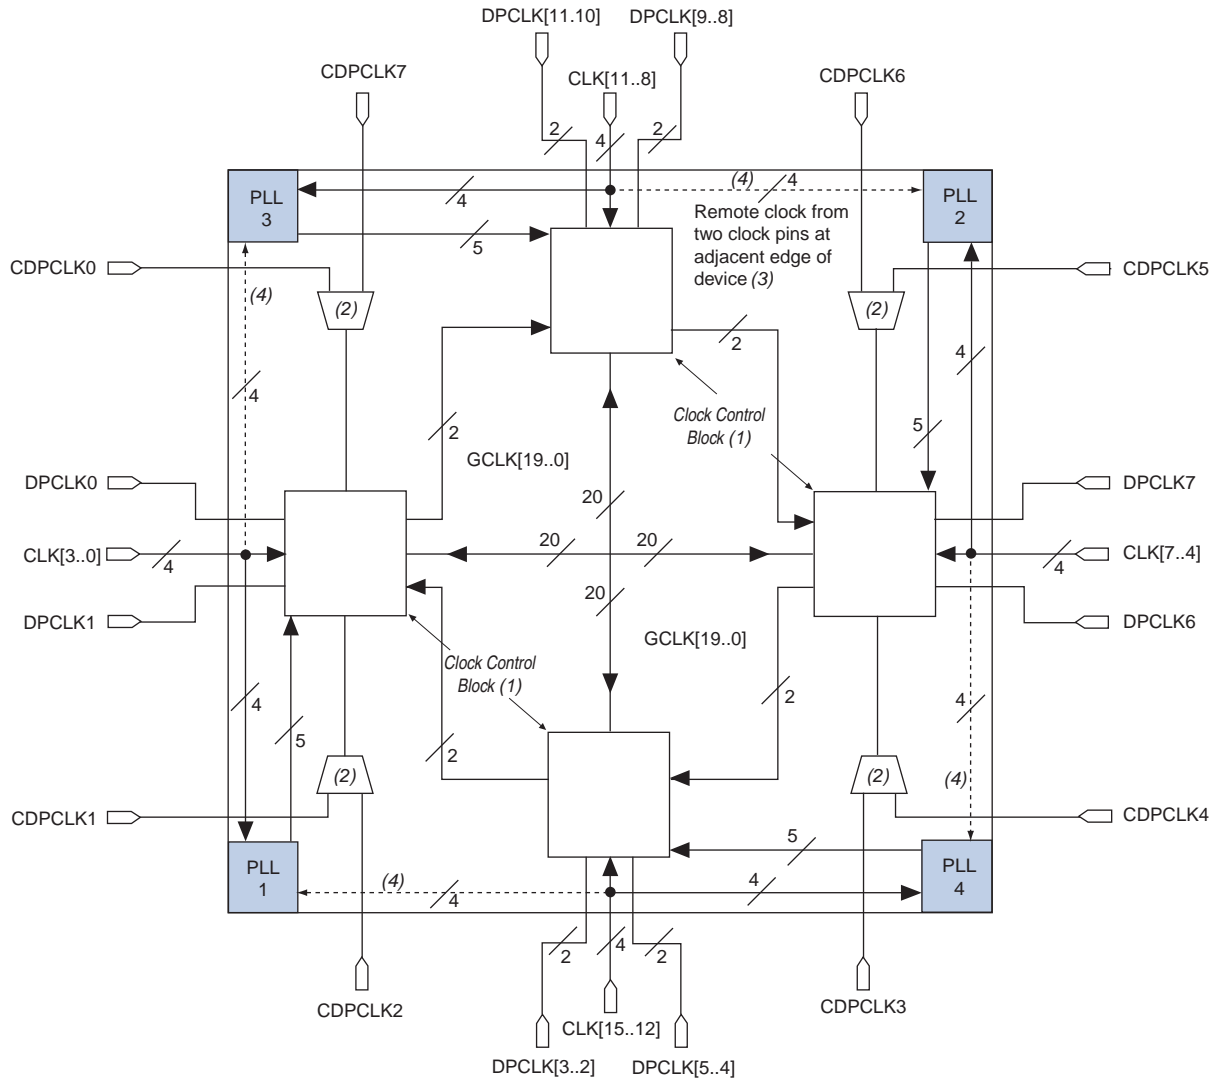 DPCLK[11.10]
DPCLK[9..8]
CDPCLK7
CLK[11..8]
CDPCLK6
2
4
2
PLL
3
4
(4)
4
PLL
2
5
Remote clock from
two clock pins at
adjacent edge of
device (3)
CDPCLK0
(4)
(2)
(2)
CDPCLK5
2
4
4
Clock Control
Block (1)
2
5
GCLK[19..0]
DPCLK0
20
DPCLK7
CLK[3..0]
4
20
20
4
CLK[7..4]
20
DPCLK1
DPCLK6
GCLK[19..0]
Clock Control
Block (1)
4
5
2
2
4
(2)
(2)
(4)
CDPCLK1
CDPCLK4
5
PLL
1
(4)
4
4
PLL
4
2
4
2
CDPCLK2
CDPCLK3
CLK[15..12]
DPCLK[3..2]
DPCLK[5..4]